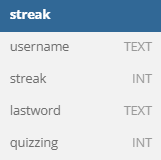 streak
username TEXT
streak INT
lastword TEXT
quizzing INT